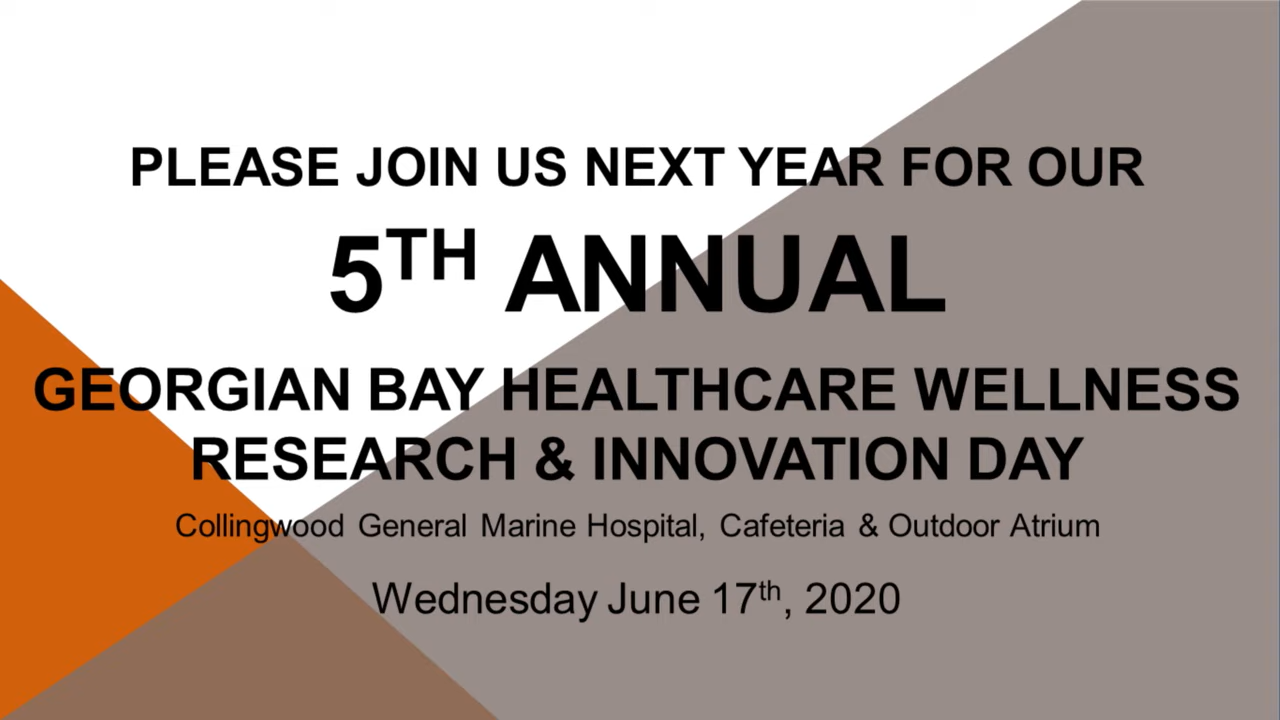 PLEASE JOIN US NEXT YEAR FOR OUR
5TH ANNUAL
GEORGIAN BAY HEALTHCARE WELLNESS
RESEARCH & INNOVATION DAY
Collingwood General Marine Hospital, Cafeteria & Outdoor Atrium
Wednesday June 17th, 2020